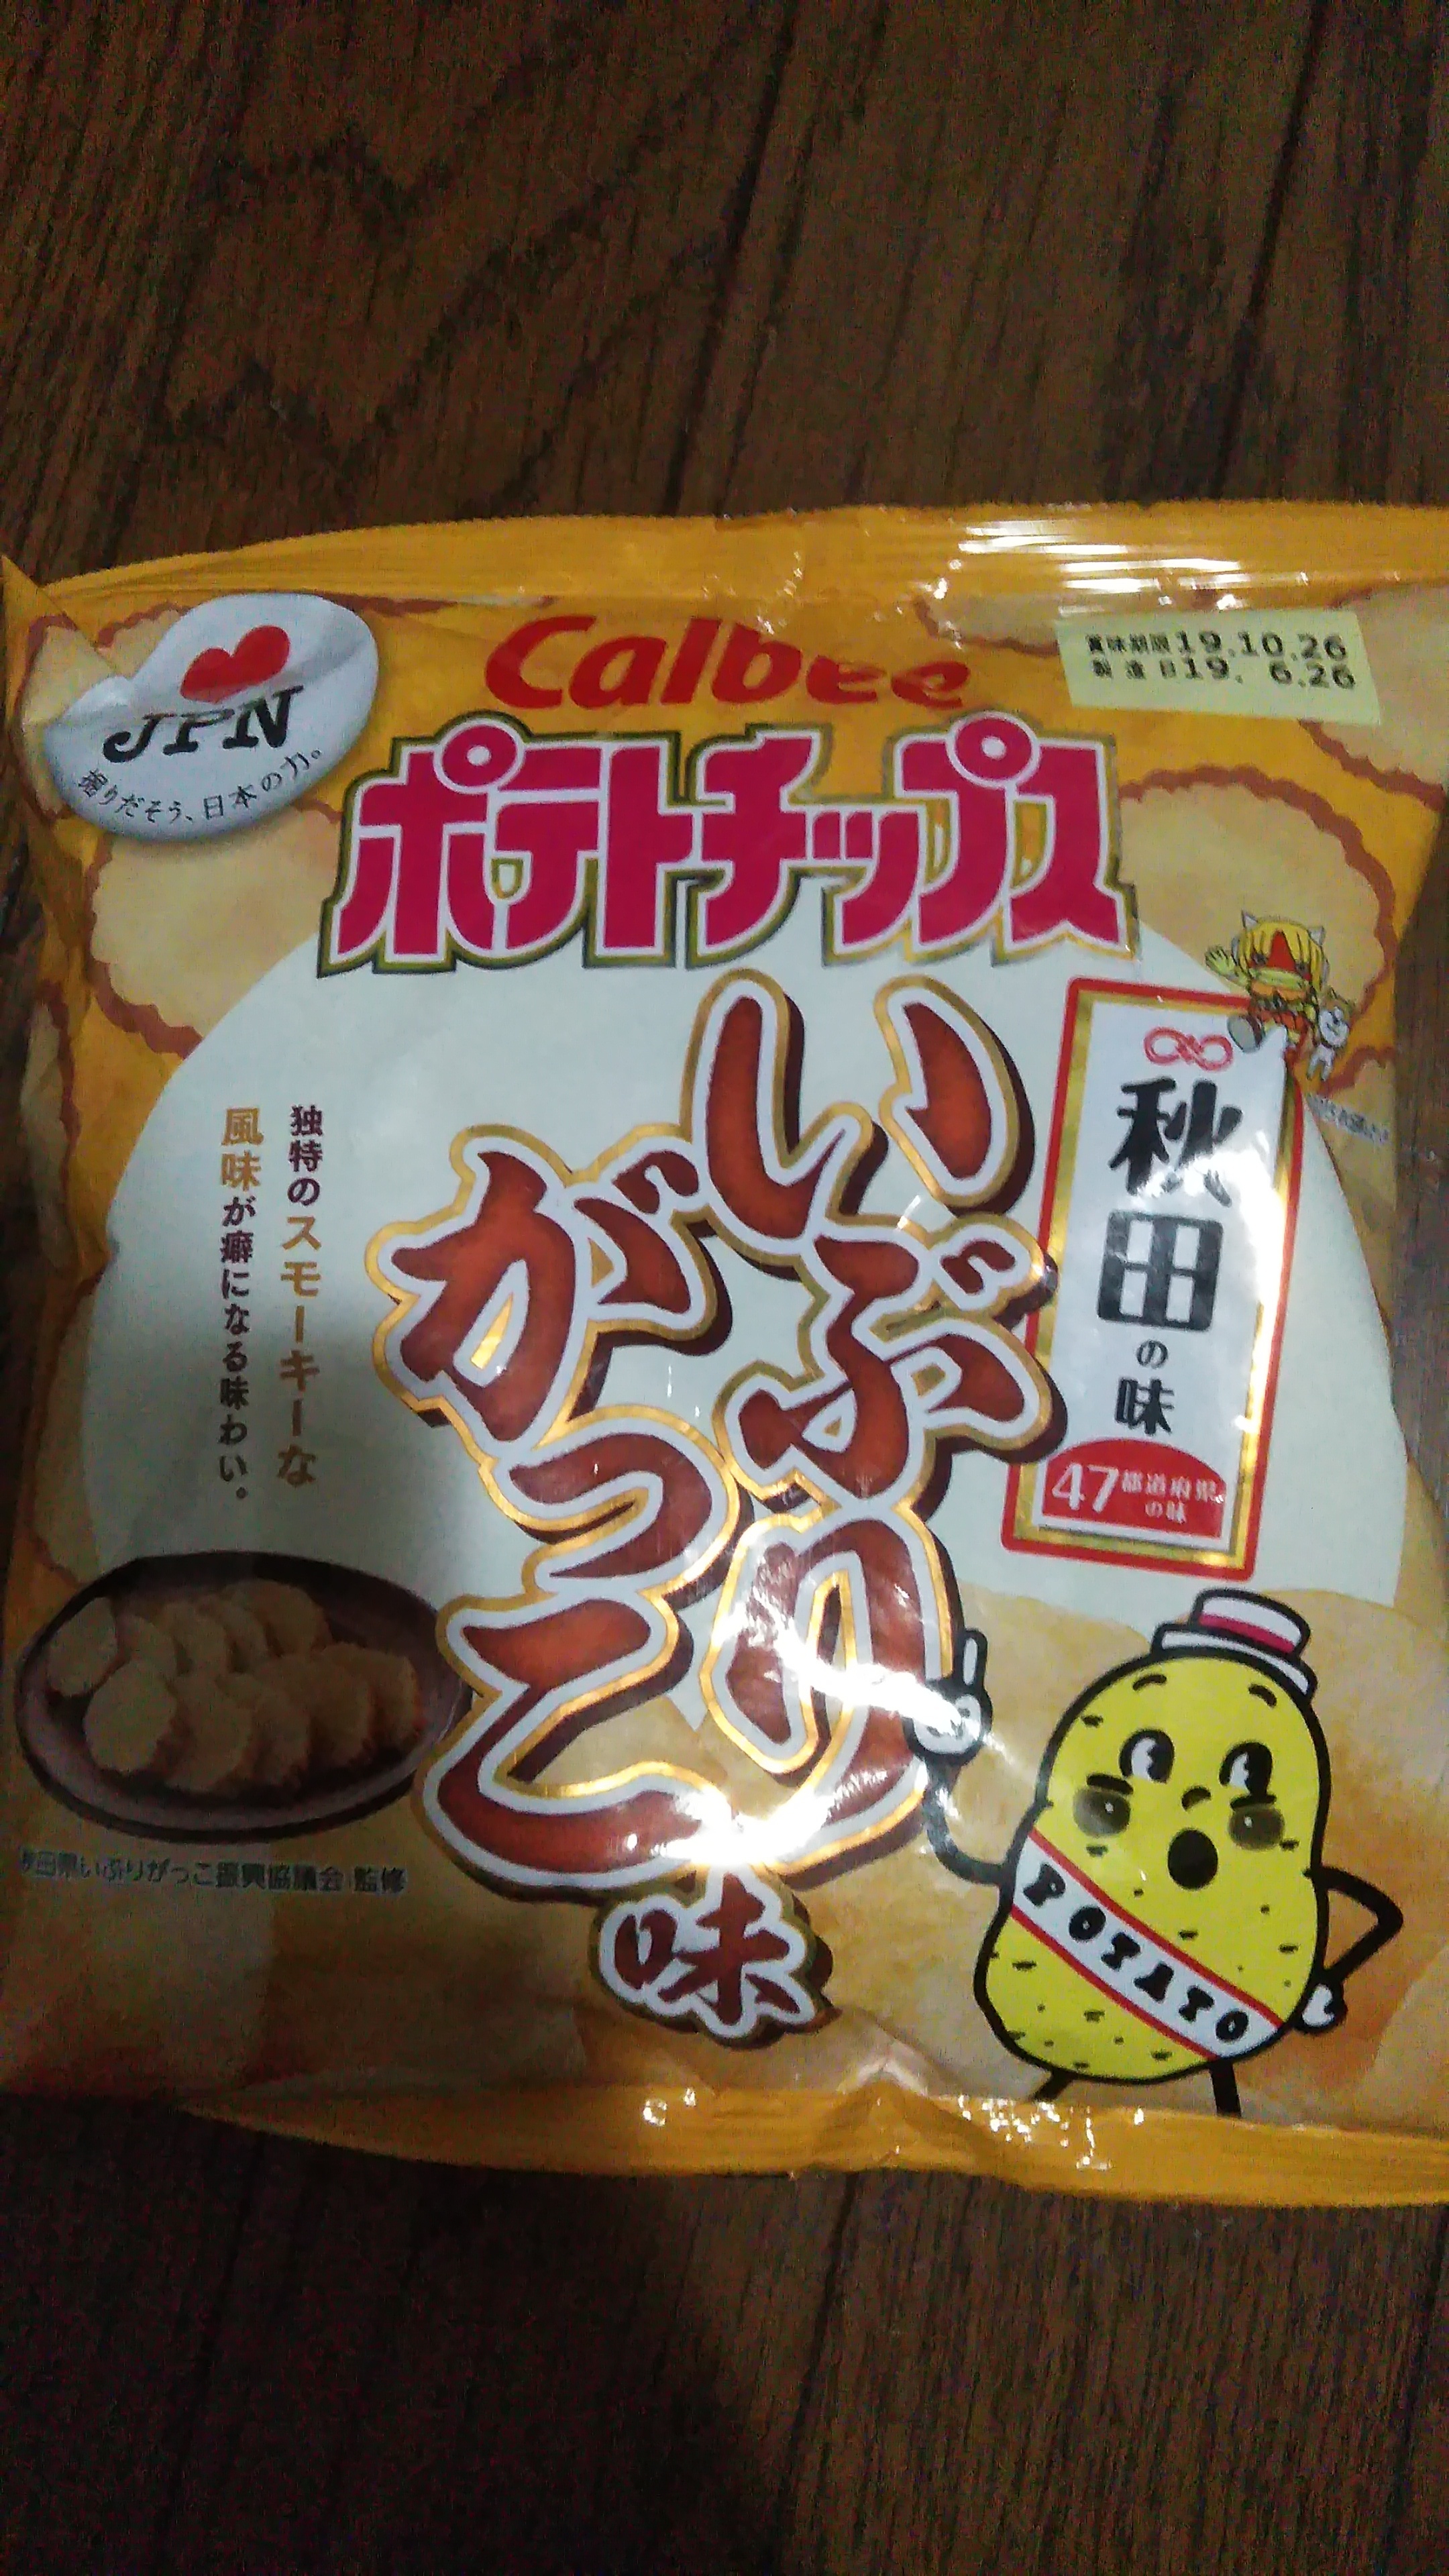 Calbee
ポテトチップス
賞味期限19.10.26
製造日19. 6.26
JPN
掘りだそう、日本の力。
秋田の味
47都道府県の味
いぶり
がっこ
味
独特のスモーキーな
風味が癖になる味わい。
秋田県いぶりがっこ振興協議会 監修
POTATO